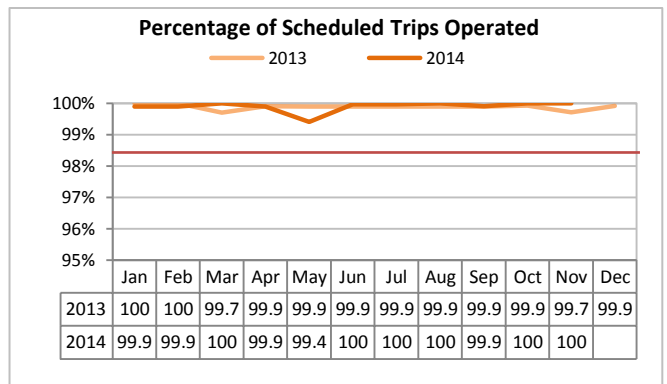 Percentage of Scheduled Trips Operated
2013 2014
100%
99%
98%
97%
96%
95%
Jan Feb Mar Apr May Jun Jul Aug Sep Oct Nov Dec
2013 100 100 99.7 99.9 99.9 99.9 99.9 99.9 99.9 99.9 99.7 99.9
2014 99.9 99.9 100 99.9 99.4 100 100 100 99.9 100 100